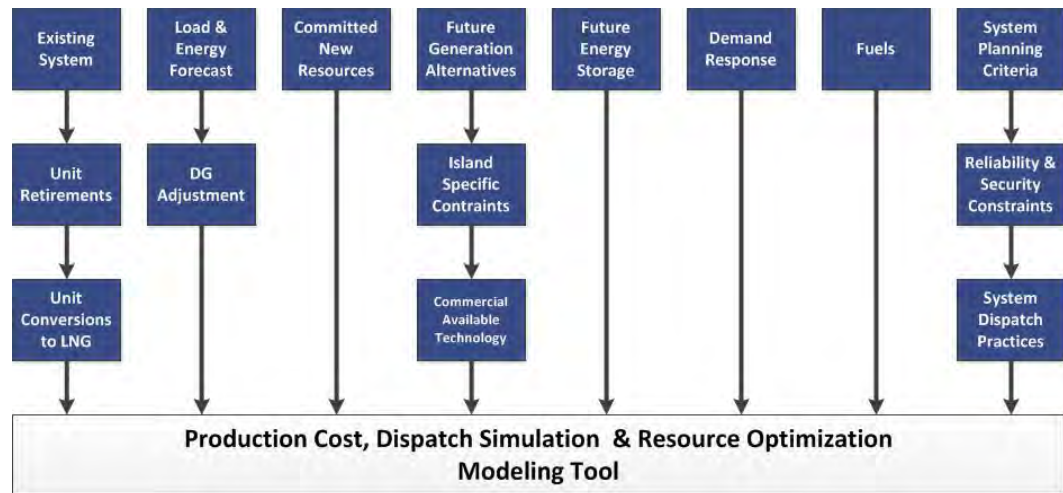 Existing
System
Load &
Energy
Forecast
Committed
New
Resources
Future
Generation
Alternatives
Future
Energy
Storage
Demand
Response
Fuels
System
Planning
Criteria
Unit
Retirements
DG
Adjustment
Island
Specific
Contraints
Reliability &
Security
Constraints
Unit
Conversions
to LNG
Commercial
Available
Technology
System
Dispatch
Practices
Production Cost, Dispatch Simulation & Resource Optimization
Modeling Tool